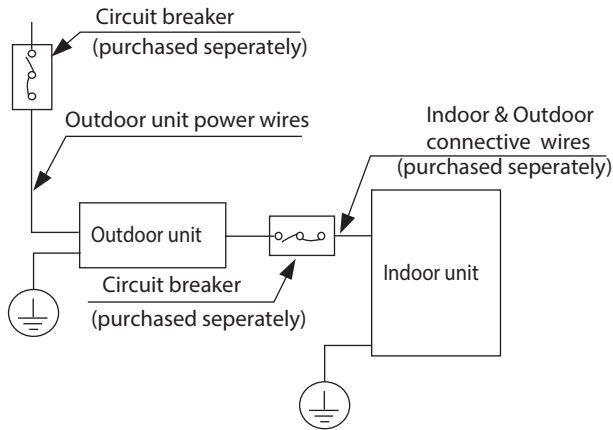 Circuit breaker
(purchased seperately)
Outdoor unit power wires
Indoor & Outdoor
connective wires
(purchased seperately)
Outdoor unit
Indoor unit
Circuit breaker
(purchased seperately)